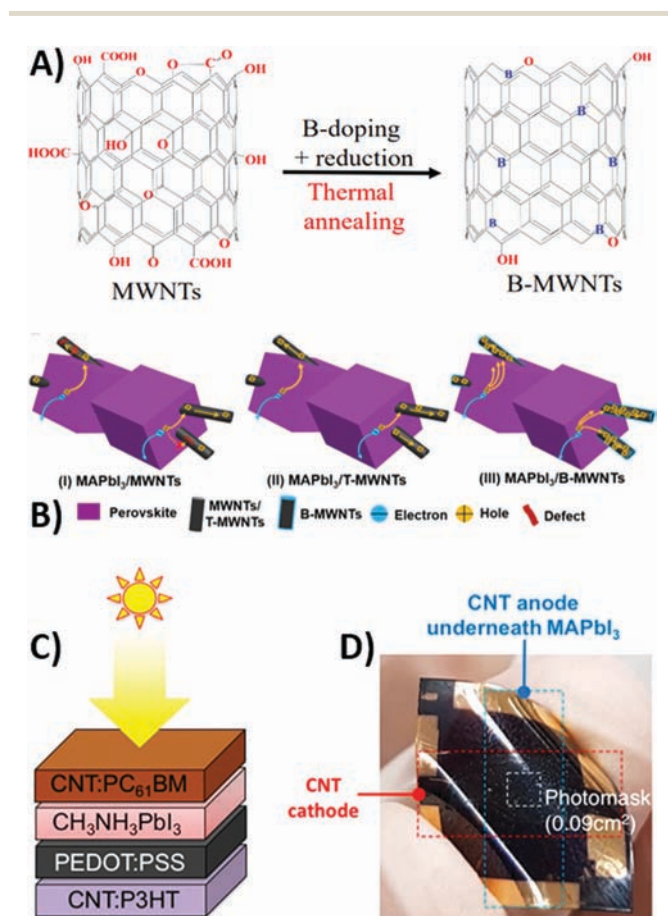 A)
OH
COOH
O
O
C
O
OH
HOOC
HO
O
OH
O
O
O
OH
O
COOH
MWNTs
B-doping
+ reduction
Thermal
annealing
OH
B
O
B
B
B
B
B
O
OH
B-MWNTs
(I) MAPbI₃/MWNTs
(II) MAPbI₃/T-MWNTs
(III) MAPbI₃/B-MWNTs
B)
Perovskite
MWNTs/
T-MWNTs
B-MWNTs
Electron
Hole
Defect
C)
CNT:PC₆₁BM
CH₃NH₃PbI₃
PEDOT:PSS
CNT:P3HT
D)
CNT anode
underneath MAPbI₃
CNT
cathode
Photomask
(0.09cm²)